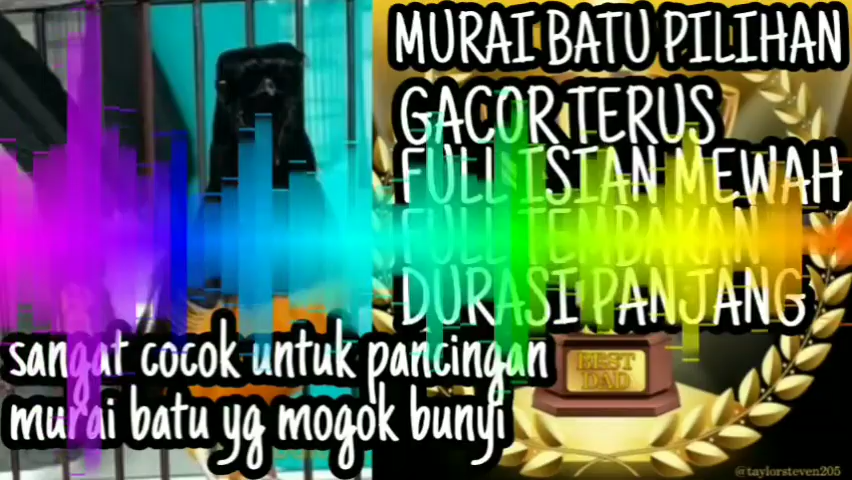 MURAI BATU PILIHAN
GACOR TERUS
FULL ISIAN MEWAH
FULL TEMBAKAN
DURASI PANJANG
sangat cocok untuk pancingan
murai batu yg mogok bunyi
BEST
DAD
@taylorsteven205